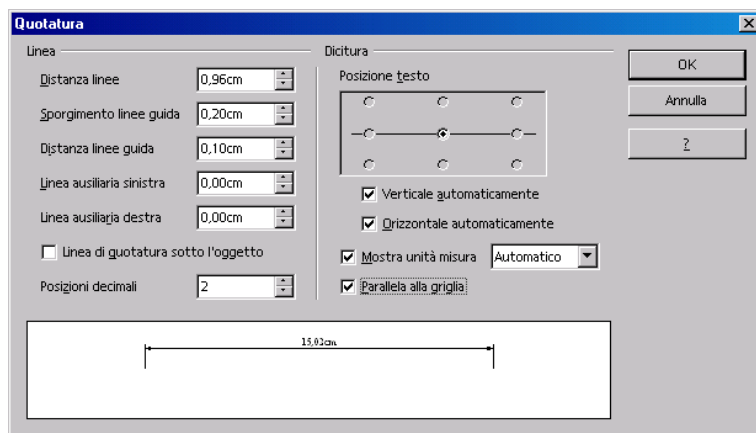 Quotatura
Linea
Distanza linee 0,96cm
Sporgimento linee guida 0,20cm
Distanza linee guida 0,10cm
Linea ausiliaria sinistra 0,00cm
Linea ausiliaria destra 0,00cm
Linea di quotatura sotto l'oggetto
Posizioni decimali 2
Dicitura
Posizione testo
Verticale automaticamente
Orizzontale automaticamente
Mostra unità misura Automatico
Parallela alla griglia
OK
Annulla
?
15,02cm